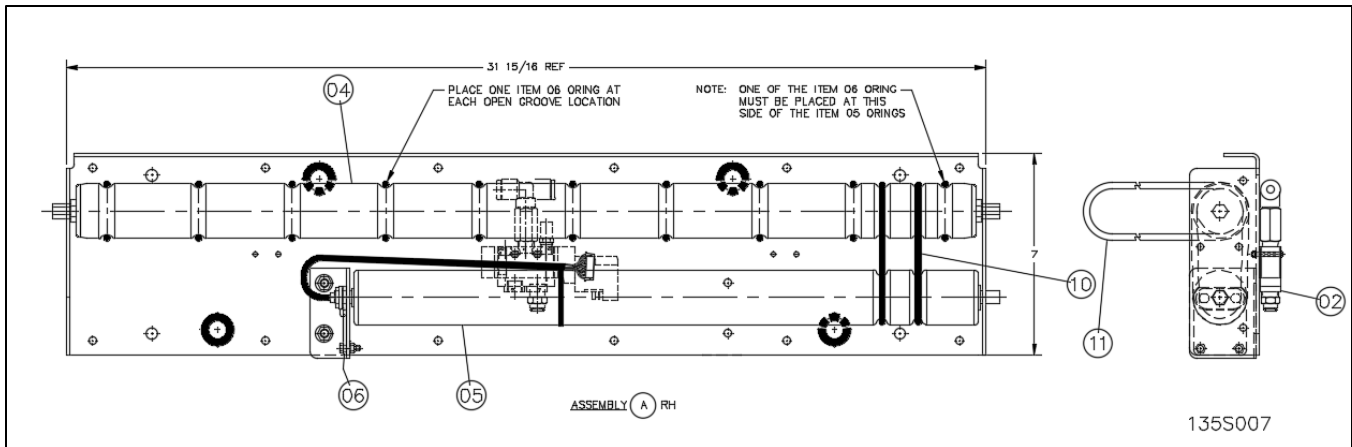 31 15/16 REF
04
PLACE ONE ITEM 06 ORING AT
EACH OPEN GROOVE LOCATION
NOTE: ONE OF THE ITEM 06 ORING
MUST BE PLACED AT THIS
SIDE OF THE ITEM 05 ORINGS
7
10
02
11
06
05
ASSEMBLY A RH
135S007